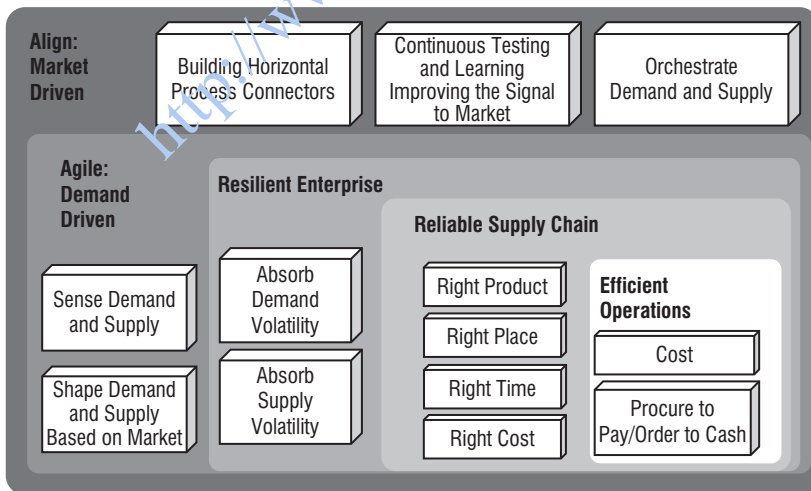 Align:
Market
Driven
Building Horizontal
Process Connectors
Continuous Testing
and Learning
Improving the Signal
to Market
Orchestrate
Demand and Supply
http://w
Agile:
Demand
Driven
Sense Demand
and Supply
Shape Demand
and Supply
Based on Market
Resilient Enterprise
Absorb
Demand
Volatility
Absorb
Supply
Volatility
Reliable Supply Chain
Right Product
Right Place
Right Time
Right Cost
Efficient
Operations
Cost
Procure to
Pay/Order to Cash